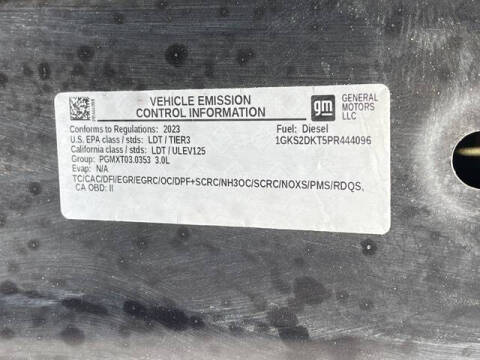 VEHICLE EMISSION
CONTROL INFORMATION
gm
GENERAL
MOTORS
LLC
Conforms to Regulations: 2023
Fuel: Diesel
U.S. EPA class / stds: LDT / TIER3
1GKS2DKT5PR444096
California class / stds: LDT / ULEV125
Group: PGMXT03.0353 3.0L
Evap: N/A
TC/CAC/DFI/EGR/EGRC/OC/DPF+SCRC/NH3OC/SCRC/NOXS/PMS/RDQS,
CA OBD: II